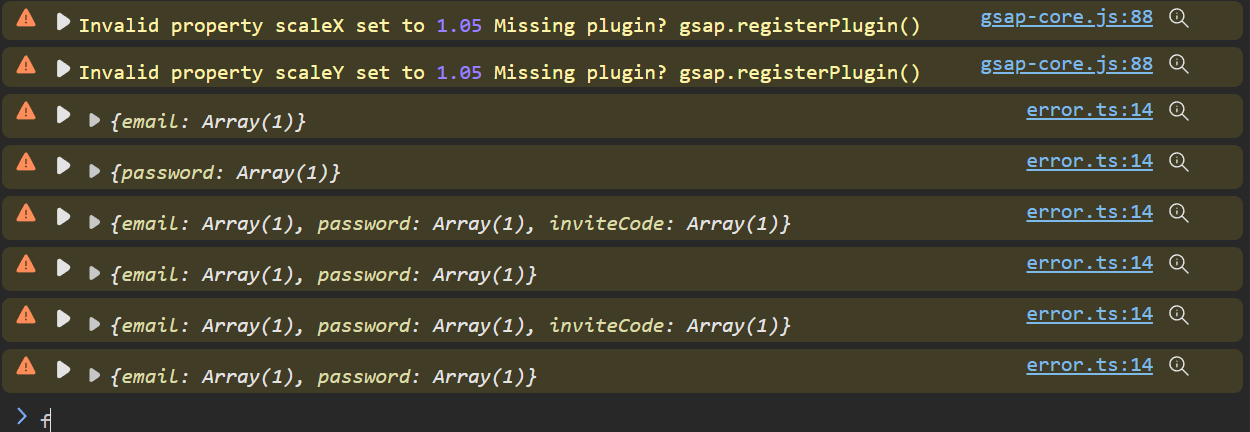 Invalid property scaleX set to 1.05 Missing plugin? gsap.registerPlugin() gsap-core.js:88
Invalid property scaleY set to 1.05 Missing plugin? gsap.registerPlugin() gsap-core.js:88
{email: Array(1)} error.ts:14
{password: Array(1)} error.ts:14
{email: Array(1), password: Array(1), inviteCode: Array(1)} error.ts:14
{email: Array(1), password: Array(1)} error.ts:14
{email: Array(1), password: Array(1), inviteCode: Array(1)} error.ts:14
{email: Array(1), password: Array(1)} error.ts:14
> f